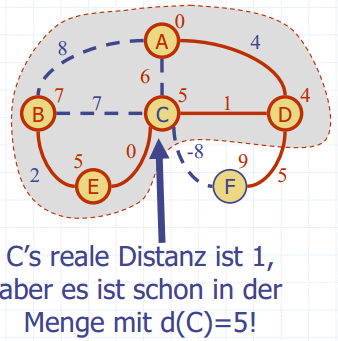 0
8
A
4
6
7
5
4
B
7
C
1
D
5
0
-8
9
2
E
F
5
C's reale Distanz ist 1,
aber es ist schon in der
Menge mit d(C)=5!